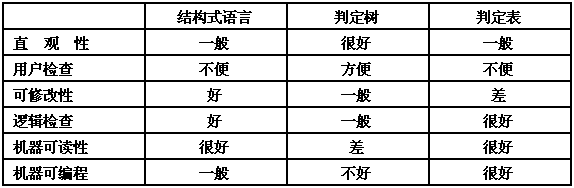 结构式语言 判定树 判定表
直 观 性 一般 很好 一般
用户检查 不便 方便 不便
可修改性 好 一般 差
逻辑检查 好 一般 很好
机器可读性 很好 差 很好
机器可编程 一般 不好 很好